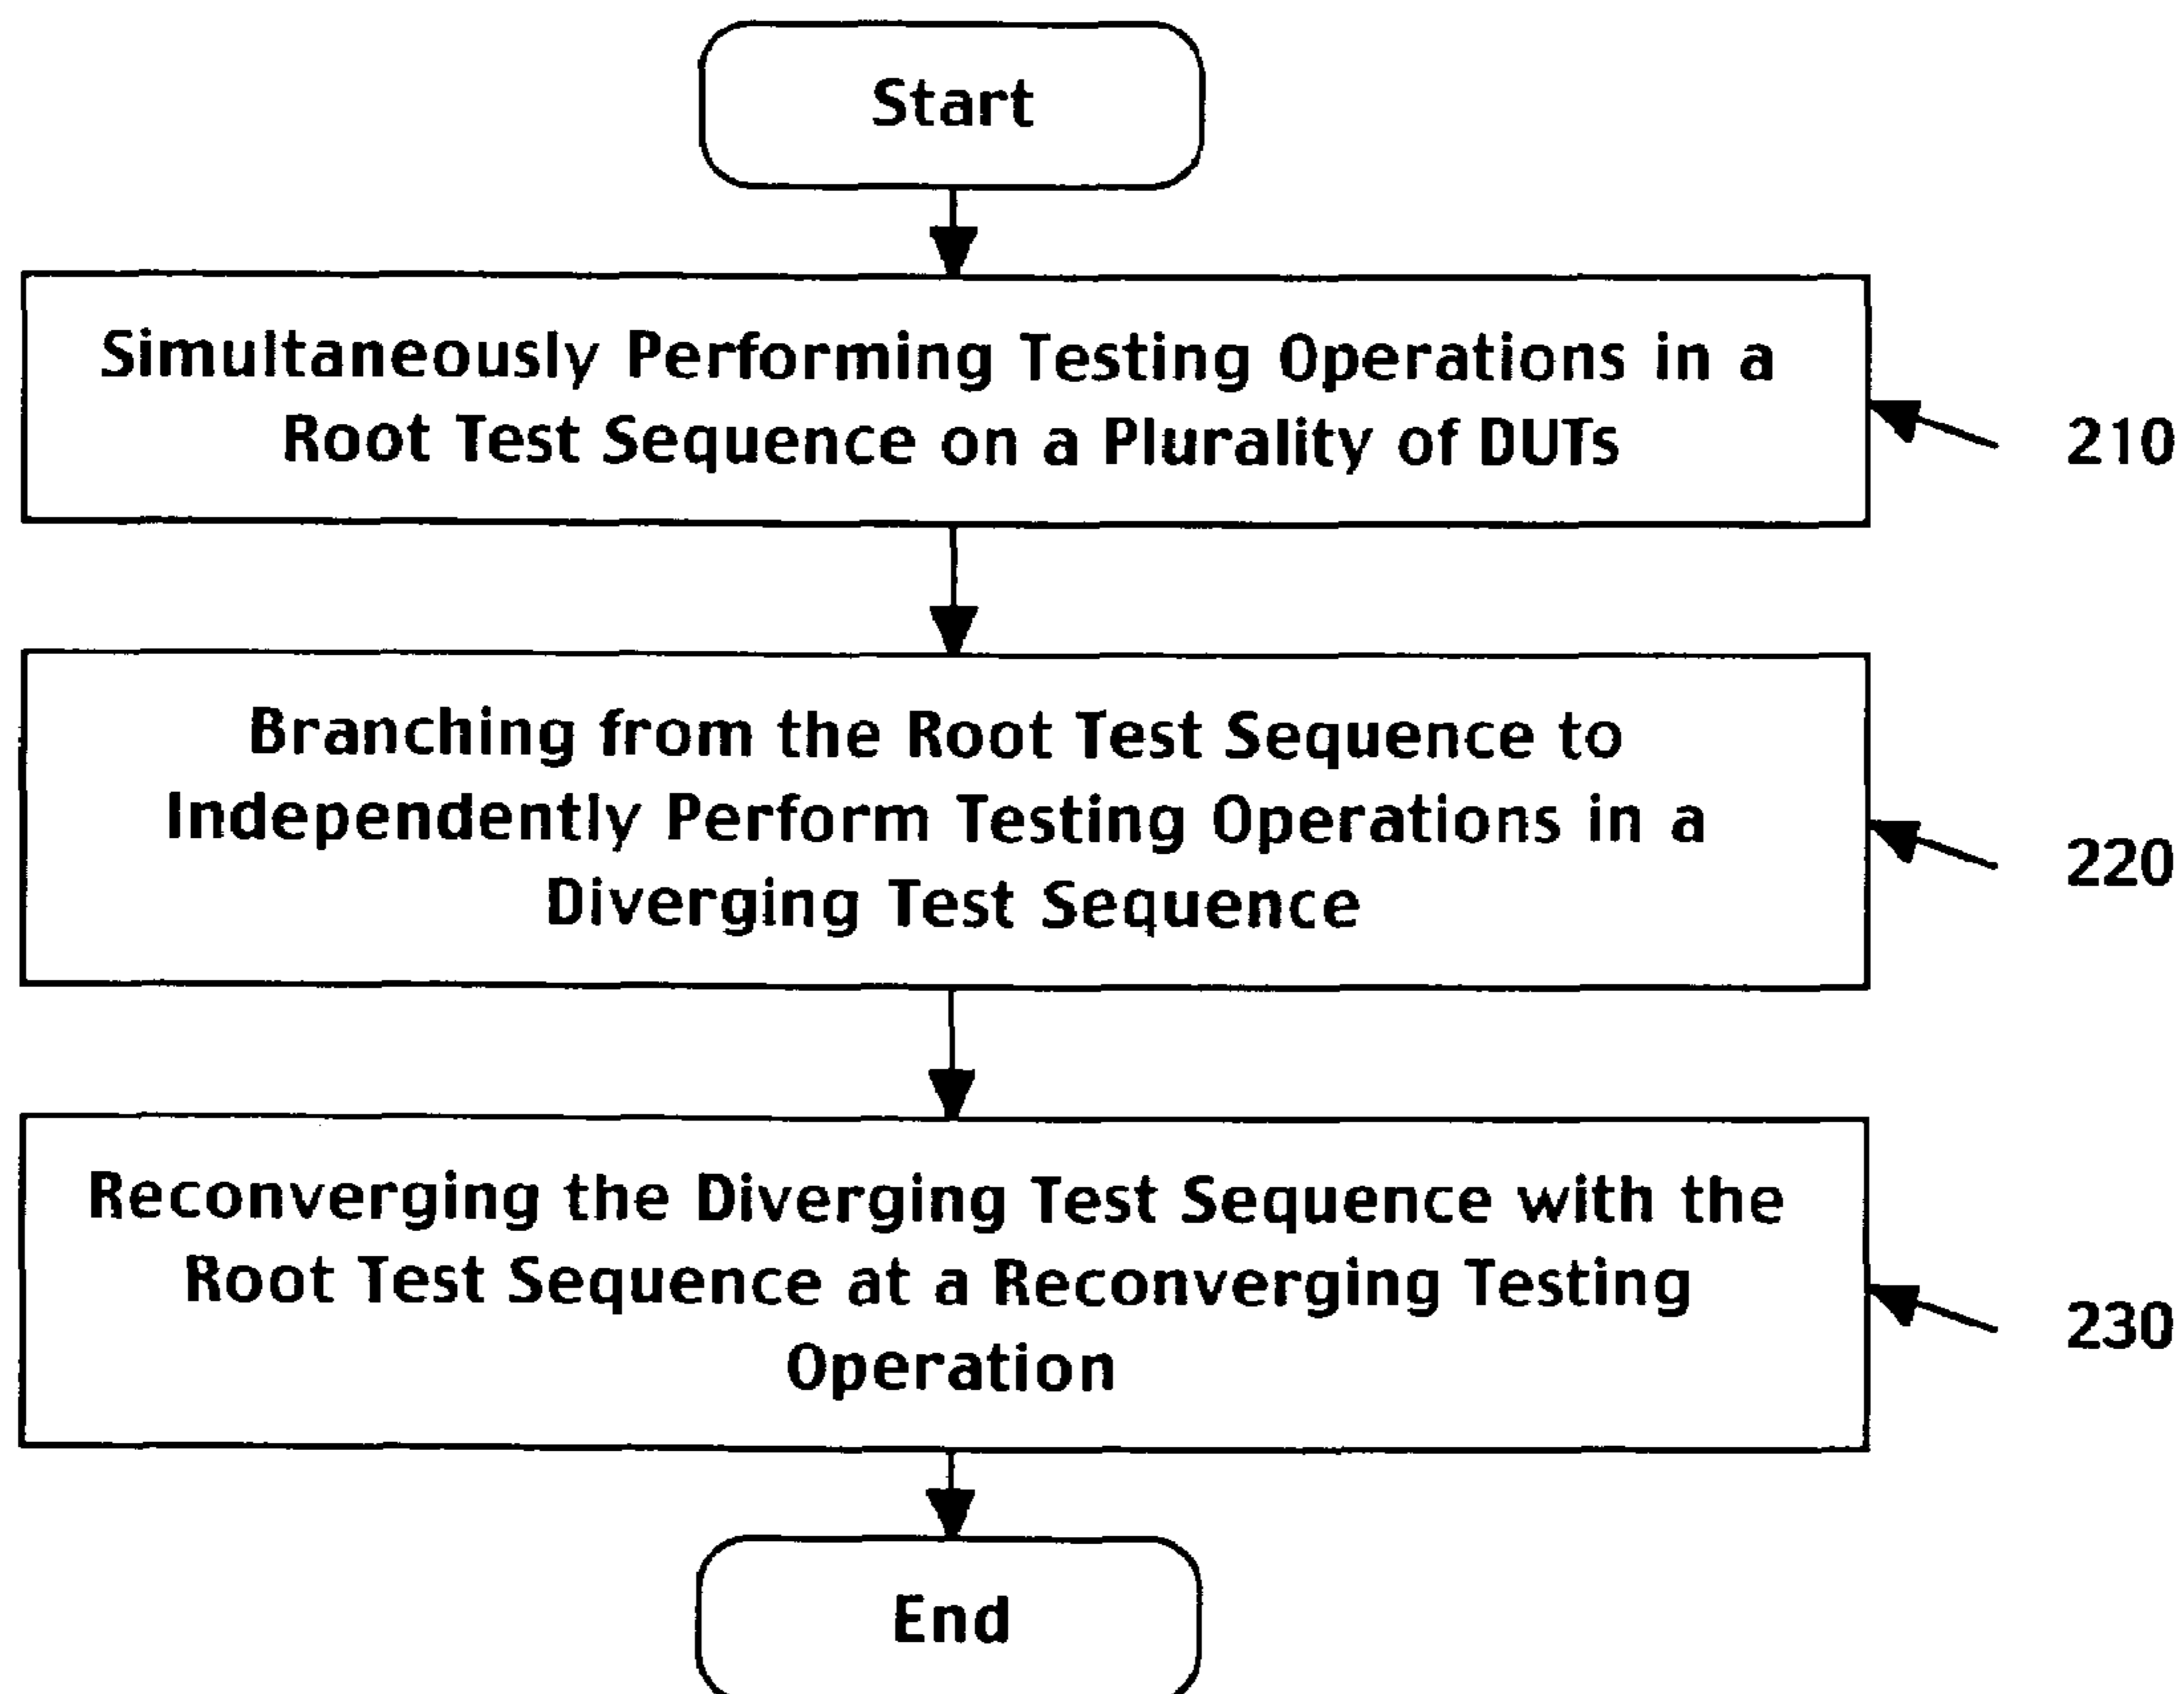 Start
Simultaneously Performing Testing Operations in a
Root Test Sequence on a Plurality of DUTs
210
Branching from the Root Test Sequence to
Independently Perform Testing Operations in a
Diverging Test Sequence
220
Reconverging the Diverging Test Sequence with the
Root Test Sequence at a Reconverging Testing
Operation
230
End